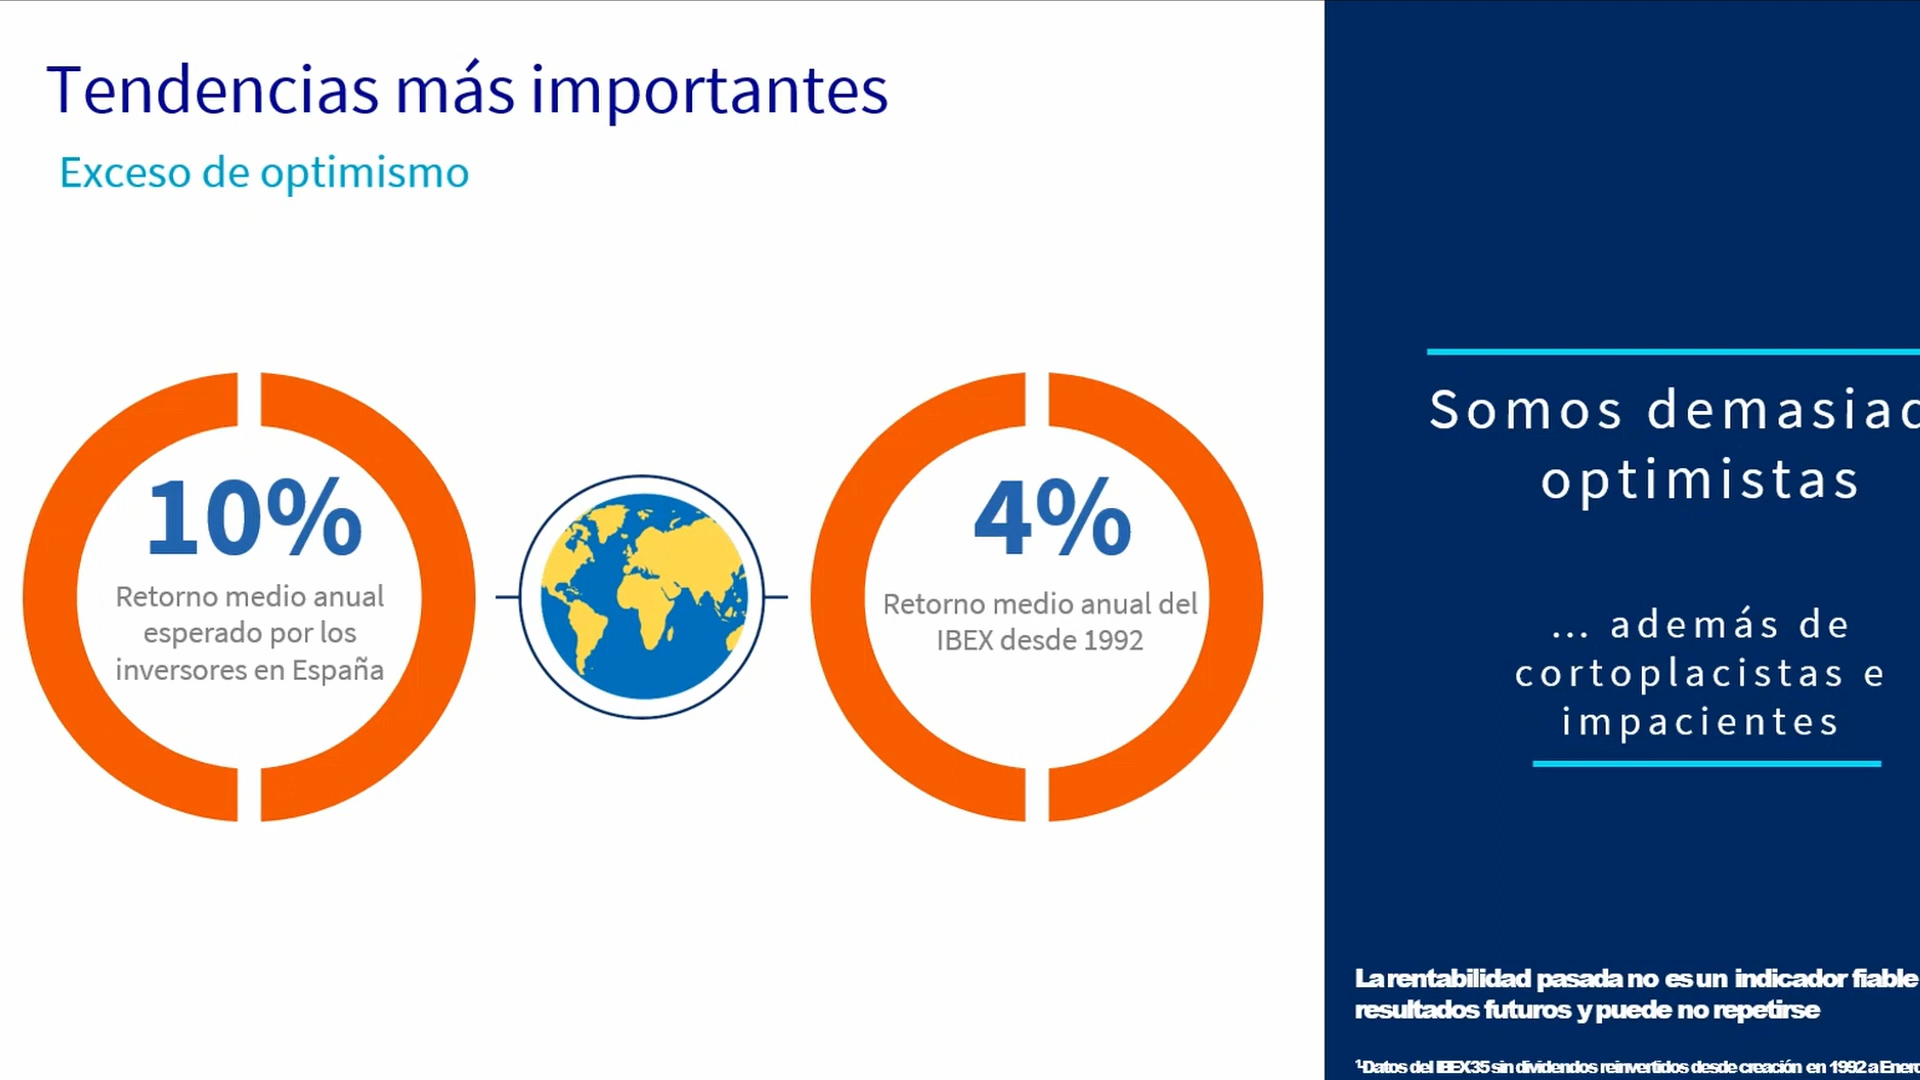 Tendencias más importantes
Exceso de optimismo
10%
Retorno medio anual
esperado por los
inversores en España
4%
Retorno medio anual del
IBEX desde 1992
Somos demasiad
optimistas
... además de
cortoplacistas e
impacientes
La rentabilidad pasada no es un indicador fiable
resultados futuros y puede no repetirse
¹Datos del IBEX35 sin dividendos reinvertidos desde creación en 1992 a Enero